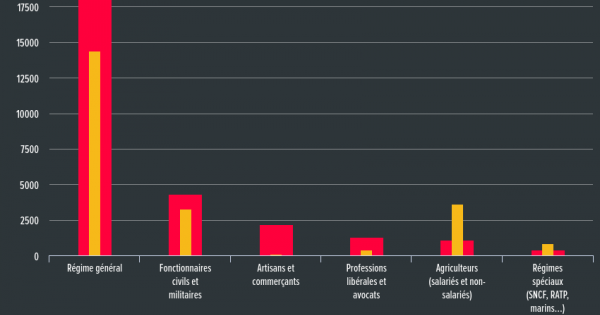 17500
15000
12500
10000
7500
5000
2500
0
Régime général
Fonctionnaires
civils et
militaires
Artisans et
commerçants
Professions
libérales et
avocats
Agriculteurs
(salariés et non-
salariés)
Régimes
spéciaux
(SNCF, RATP,
marins...)